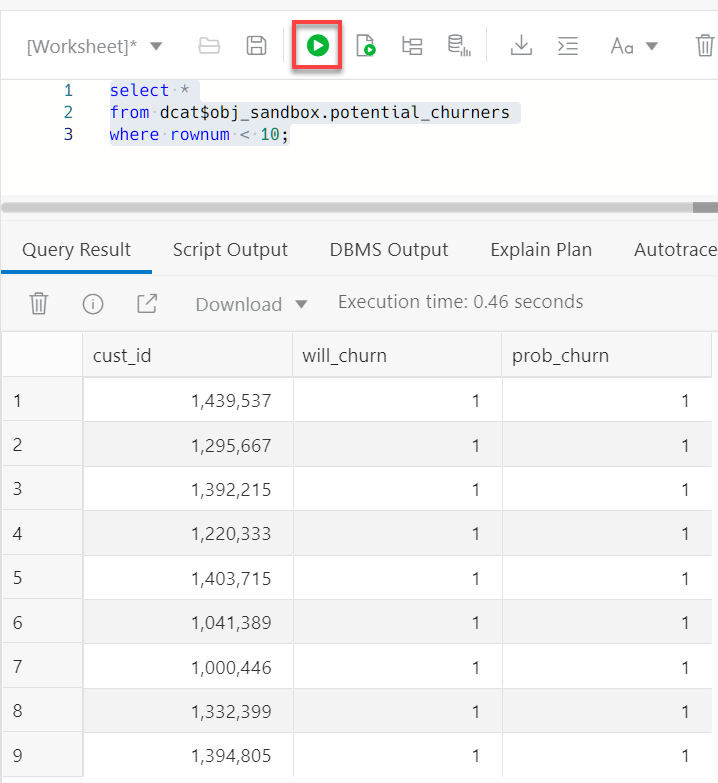 [Worksheet]* Aa
1 select *
2 from dcat$obj_sandbox.potential_churners
3 where rownum < 10;
Query Result Script Output DBMS Output Explain Plan Autotrace
Download Execution time: 0.46 seconds
cust_id will_churn prob_churn
1 1,439,537 1 1
2 1,295,667 1 1
3 1,392,215 1 1
4 1,220,333 1 1
5 1,403,715 1 1
6 1,041,389 1 1
7 1,000,446 1 1
8 1,332,399 1 1
9 1,394,805 1 1